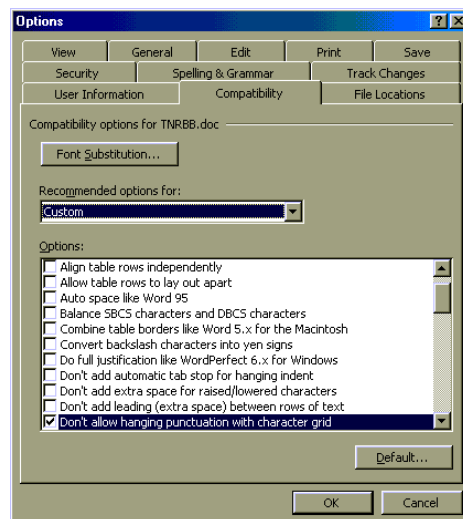 Options
View General Edit Print Save
Security Spelling & Grammar Track Changes
User Information Compatibility File Locations
Compatibility options for TNRBB.doc
Font Substitution...
Recommended options for:
Custom
Options:
Align table rows independently
Allow table rows to lay out apart
Auto space like Word 95
Balance SBCS characters and DBCS characters
Combine table borders like Word 5.x for the Macintosh
Convert backslash characters into yen signs
Do full justification like WordPerfect 6.x for Windows
Don't add automatic tab stop for hanging indent
Don't add extra space for raised/lowered characters
Don't add leading (extra space) between rows of text
Don't allow hanging punctuation with character grid
Default...
OK Cancel